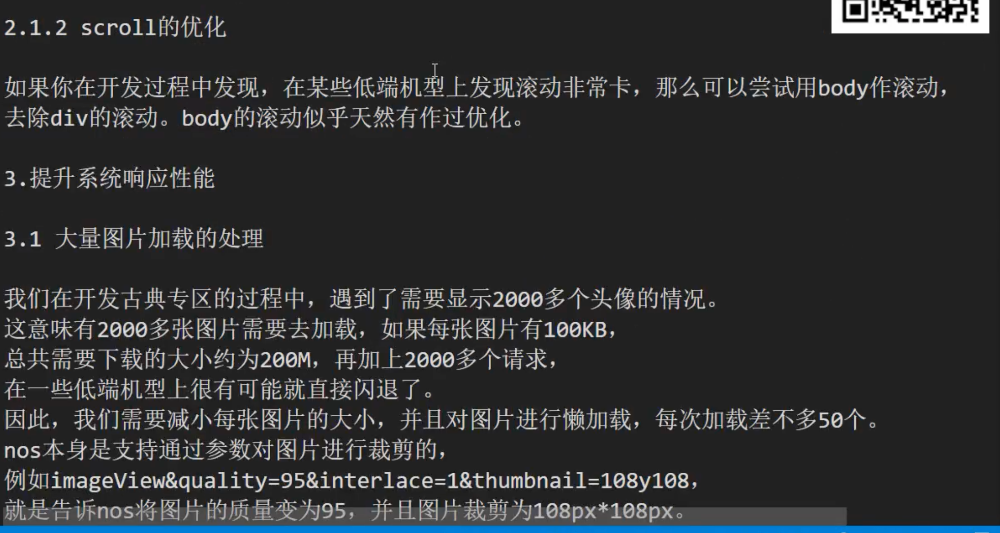 2.1.2 scroll的优化
如果你在开发过程中发现，在某些低端机型上发现滚动非常卡，那么可以尝试用body作滚动，
去除div的滚动。body的滚动似乎天然有作过优化。
3.提升系统响应性能
3.1 大量图片加载的处理
我们在开发古典专区的过程中，遇到了需要显示2000多个头像的情况。
这意味有2000多张图片需要去加载，如果每张图片有100KB，
总共需要下载的大小约为200M，再加上2000多个请求，
在一些低端机型上很有可能就直接闪退了。
因此，我们需要减小每张图片的大小，并且对图片进行懒加载，每次加载差不多50个。
nos本身是支持通过参数对图片进行裁剪的，
例如imageView&quality=95&interlace=1&thumbnail=108y108，
就是告诉nos将图片的质量变为95，并且图片裁剪为108px*108px。